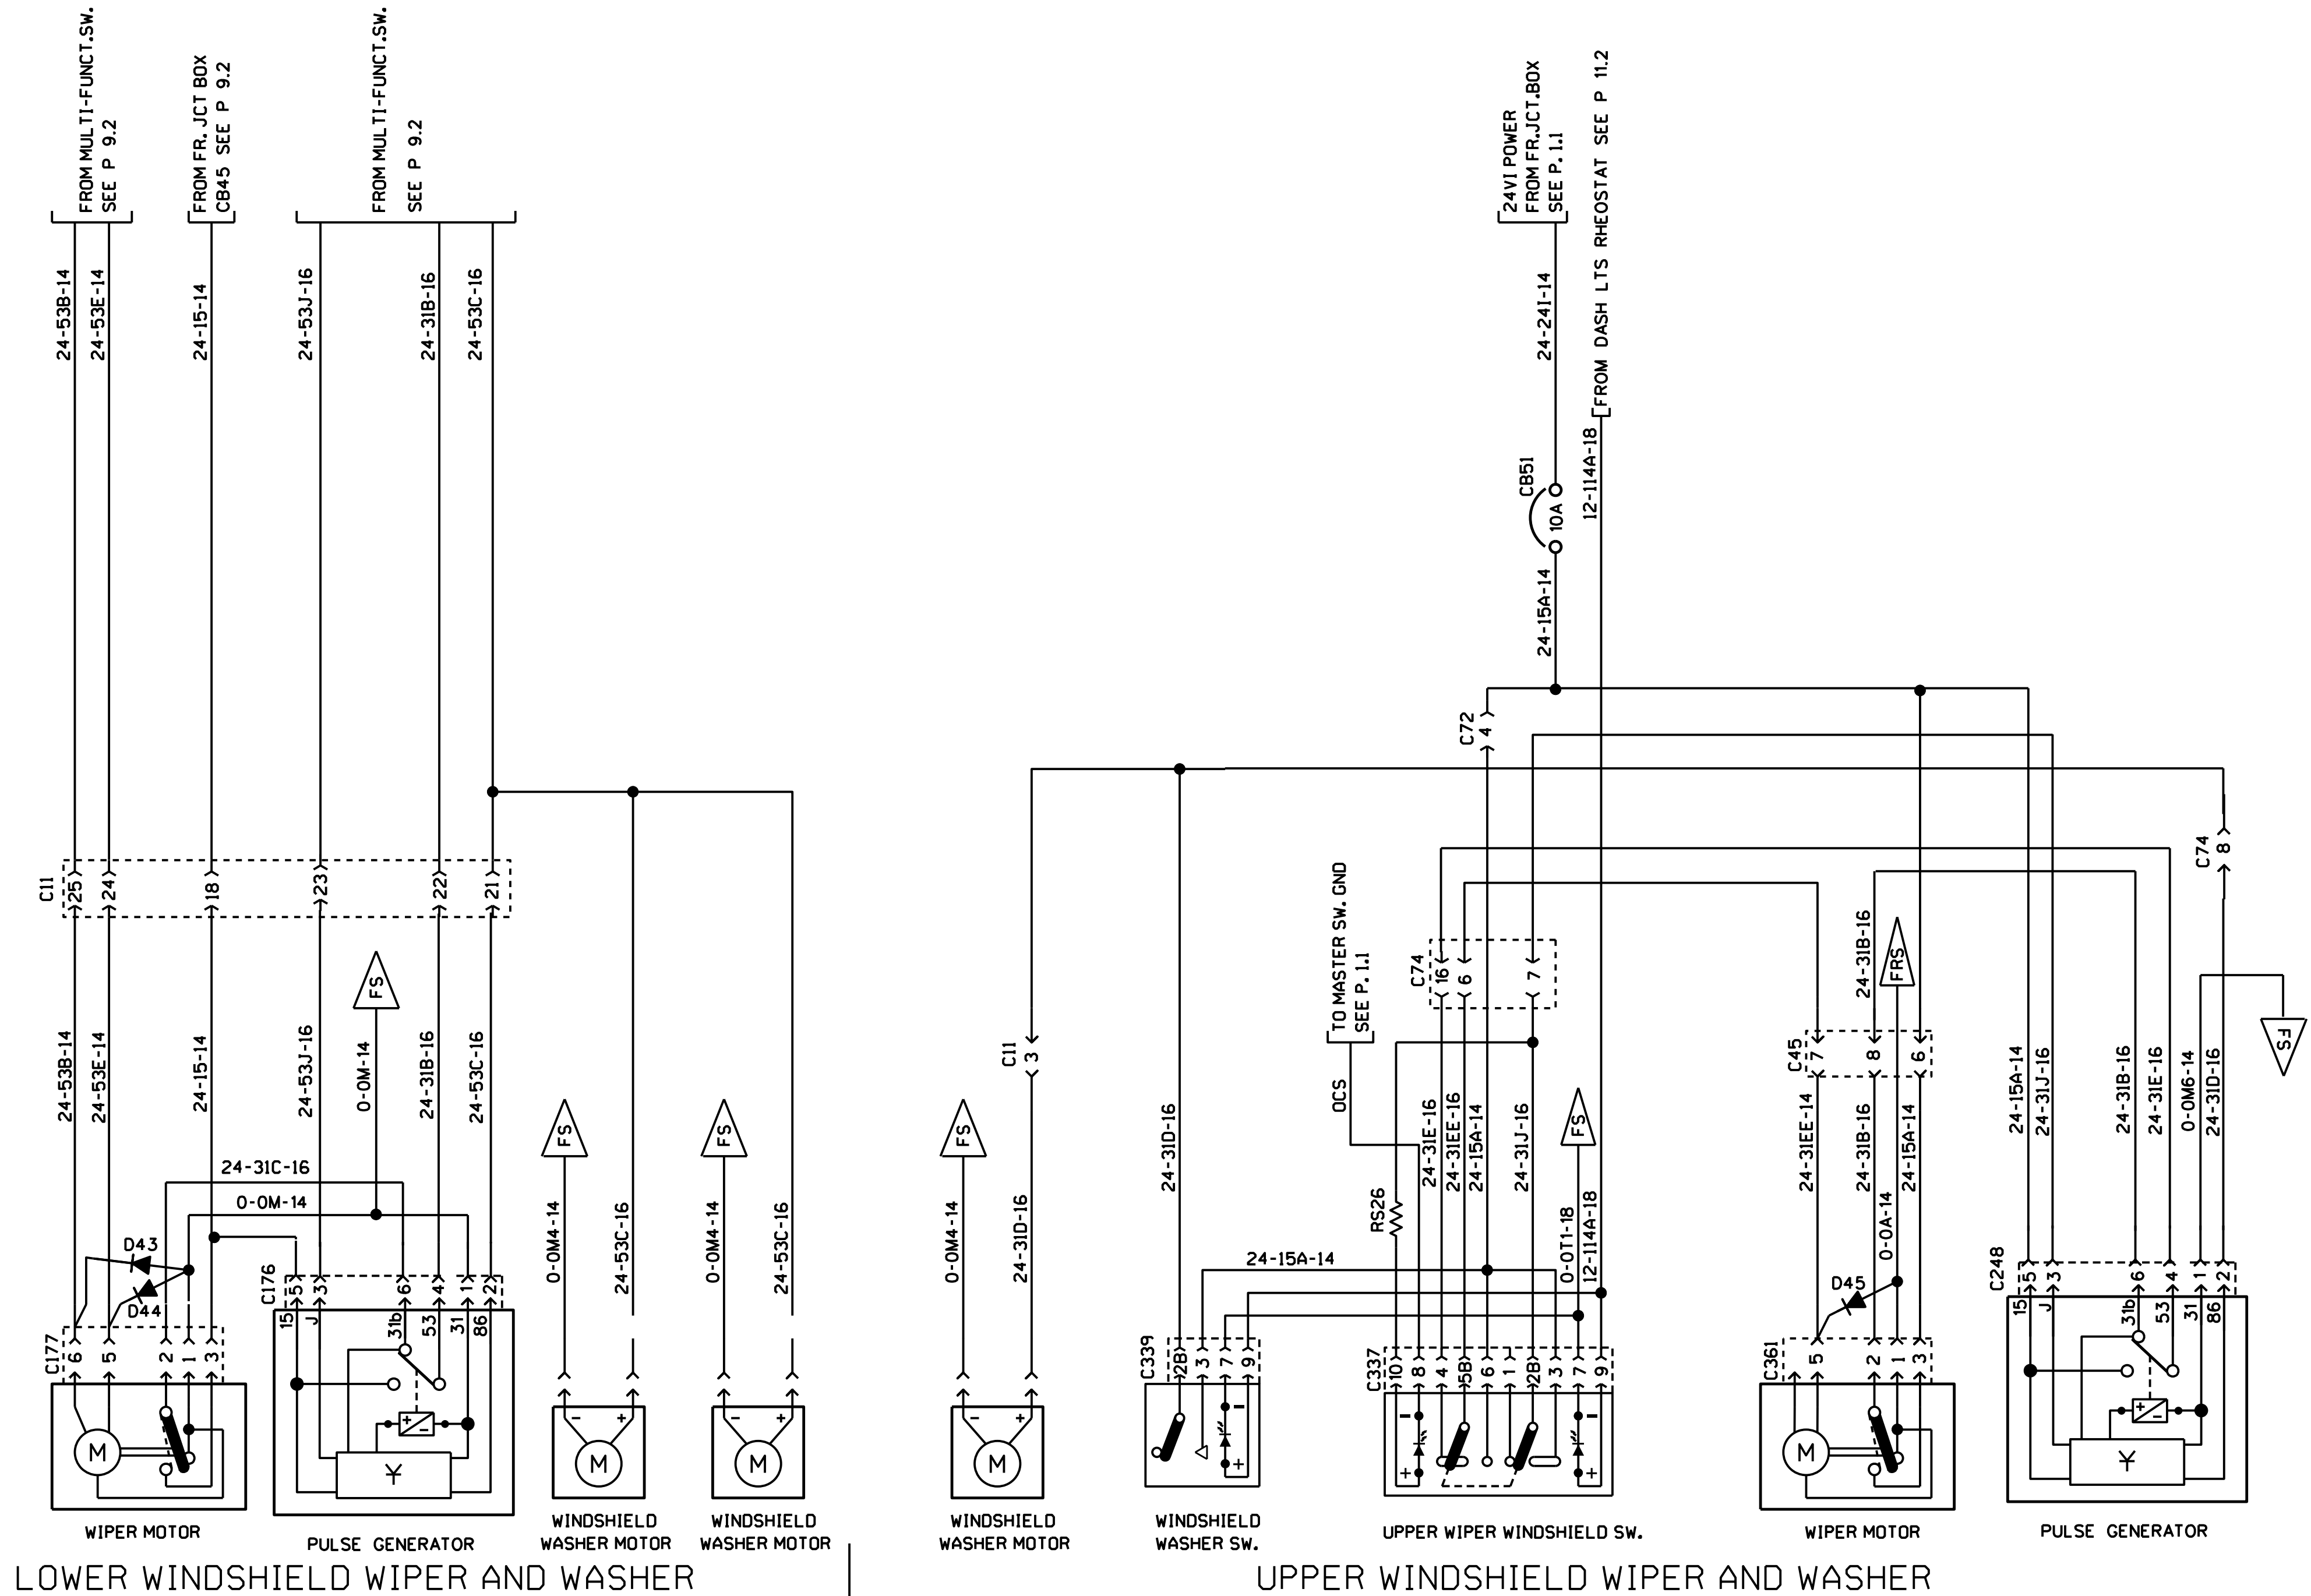 FROM MULTI-FUNCT.SW.
SEE P 9.2
FROM FR. JCT BOX
CB45 SEE P 9.2
FROM MULTI-FUNCT.SW.
SEE P 9.2
24VI POWER
FROM FR.JCT.BOX
SEE P. 1.1
FROM DASH LTS RHEOSTAT SEE P 11.2
24-53B-14
24-53E-14
24-15-14
24-53J-16
24-31B-16
24-53C-16
24-24I-14
12-114A-18
CB51
10A
24-15A-14
C72
4
C11
25
24
18
23
22
21
C74
8
TO MASTER SW. GND
SEE P. 1.1
C74
16
6
7
24-31B-16
FRS
FS
FS
C11
3
C45
7
8
6
24-53B-14
24-53E-14
24-15-14
24-53J-16
0-0M-14
24-31B-16
24-53C-16
FS
FS
FS
FS
OCS
24-31D-16
24-31E-16
24-31EE-16
24-15A-14
24-31J-16
24-31EE-14
24-31B-16
24-15A-14
24-15A-14
24-31J-16
24-31B-16
24-31E-16
0-0M6-14
24-31D-16
24-31C-16
0-0M-14
0-0M4-14
24-53C-16
0-0M4-14
24-53C-16
0-0M4-14
24-31D-16
RS26
0-0T1-18
12-114A-18
0-0A-14
D43
D44
24-15A-14
D45
C176
5
3
6
4
1
2
15
J
31b
53
31
86
C248
5
3
6
4
1
2
15
J
31b
53
31
86
C177
6
5
2
1
3
C339
2B
3
7
9
C337
10
8
4
5B
6
1
2B
3
7
9
C361
5
2
1
3
M
+
-
- +
M
- +
M
- +
M
-
+
-
+
-
+
M
+
-
WIPER MOTOR
PULSE GENERATOR
WINDSHIELD
WASHER MOTOR
WINDSHIELD
WASHER MOTOR
WINDSHIELD
WASHER MOTOR
WINDSHIELD
WASHER SW.
UPPER WIPER WINDSHIELD SW.
WIPER MOTOR
PULSE GENERATOR
LOWER WINDSHIELD WIPER AND WASHER
UPPER WINDSHIELD WIPER AND WASHER